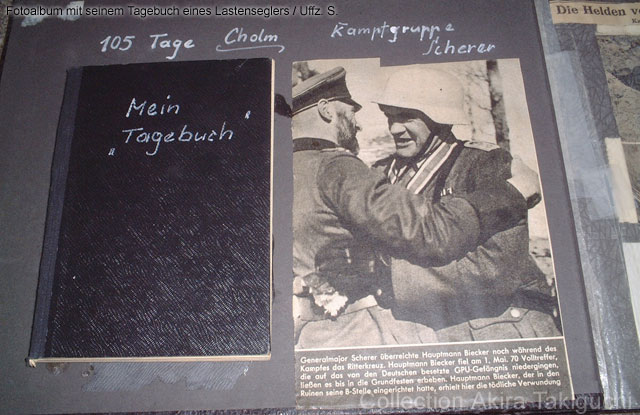 Fotoalbum mit seinem Tagebuch eines Lastenseglers / Uffz. S.
105 Tage Cholm
Kampfgruppe
Scherer
Mein
"Tagebuch"
Die Helden
Generalmajor Scherer überreichte Hauptmann Biecker noch während des
Kampfes das Ritterkreuz. Hauptmann Biecker fiel am 1. Mai. 70 Volltreffer,
die auf das von den Deutschen besetzte GPU-Gefängnis niedergingen,
ließen es bis in die Grundfesten erbeben. Hauptmann Biecker, der in den
Ruinen seine B-Stelle eingerichtet hatte, erhielt hier die tödliche Verwundung
Collection Akira Takiguchi